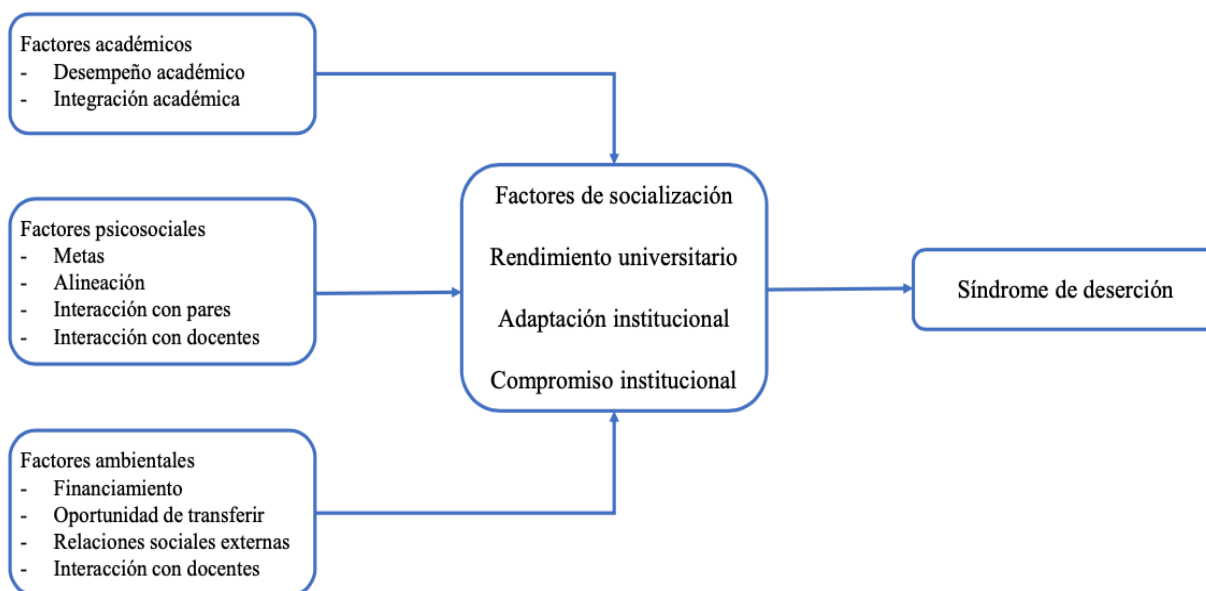 Factores académicos
- Desempeño académico
- Integración académica
Factores psicosociales
- Metas
- Alineación
- Interacción con pares
- Interacción con docentes
Factores ambientales
- Financiamiento
- Oportunidad de transferir
- Relaciones sociales externas
- Interacción con docentes
Factores de socialización
Rendimiento universitario
Adaptación institucional
Compromiso institucional
Síndrome de deserción